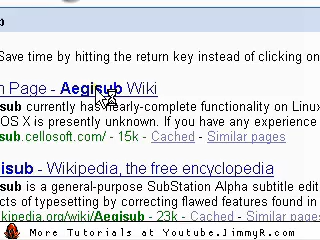 b
Save time by hitting the return key instead of clicking on
n Page - Aegisub Wiki
sub currently has nearly-complete functionality on Linux
OS X is presently unknown. If you have any experience
sub.cellosoft.com/ - 15k - Cached - Similar pages
isub - Wikipedia, the free encyclopedia
sub is a general-purpose SubStation Alpha subtitle edit
cts of typesetting by correcting flawed features found in
kipedia.org/wiki/Aegisub - 23k - Cached - Similar pages
More Tutorials at Youtube.JimmyR.com